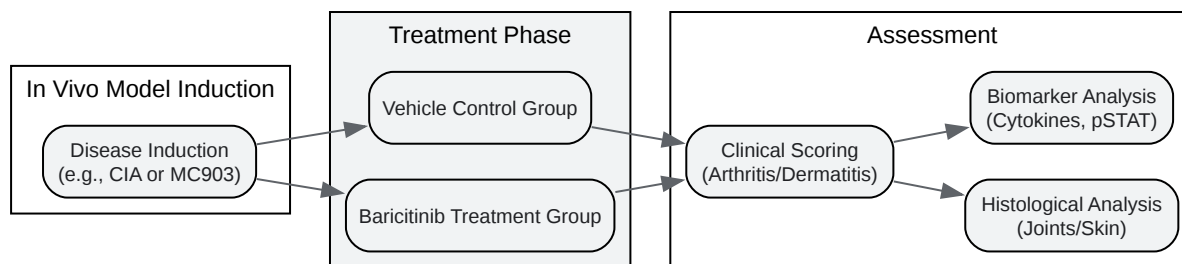 In Vivo Model Induction
Disease Induction
(e.g., CIA or MC903)
Treatment Phase
Vehicle Control Group
Baricitinib Treatment Group
Assessment
Clinical Scoring
(Arthritis/Dermatitis)
Biomarker Analysis
(Cytokines, pSTAT)
Histological Analysis
(Joints/Skin)